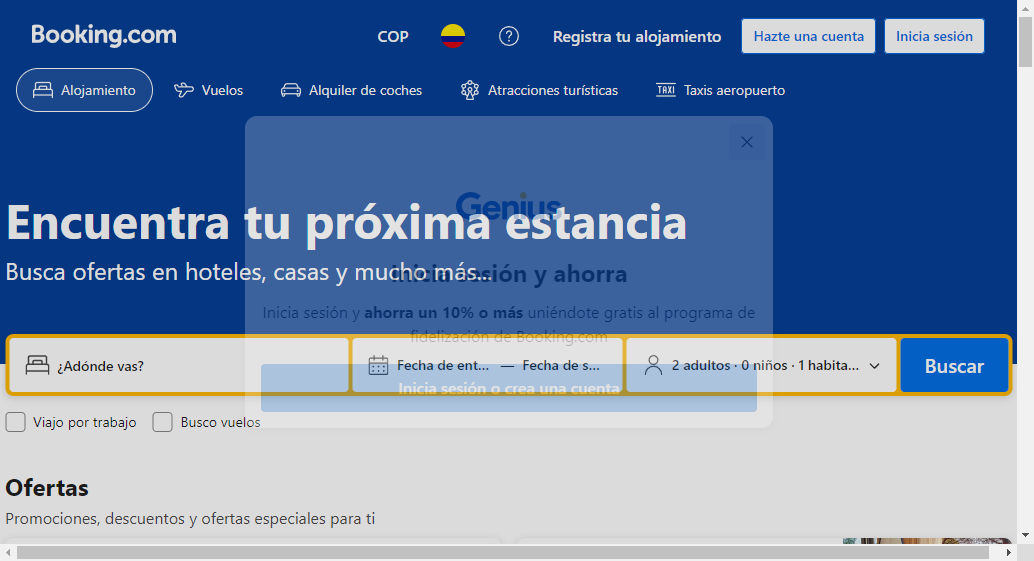 Booking.com
COP
Registra tu alojamiento
Hazte una cuenta
Inicia sesión
Alojamiento
Vuelos
Alquiler de coches
Atracciones turísticas
TAXI
Taxis aeropuerto
Genius
Encuentra tu próxima estancia
Busca ofertas en hoteles, casas y mucho más...
Inicia sesión y ahorra
Inicia sesión y ahorra un 10% o más uniéndote gratis al programa de
fidelización de Booking.com
¿Adónde vas?
Fecha de ent... — Fecha de s...
2 adultos · 0 niños · 1 habita...
Buscar
Inicia sesión o crea una cuenta
Viajo por trabajo
Busco vuelos
Ofertas
Promociones, descuentos y ofertas especiales para ti